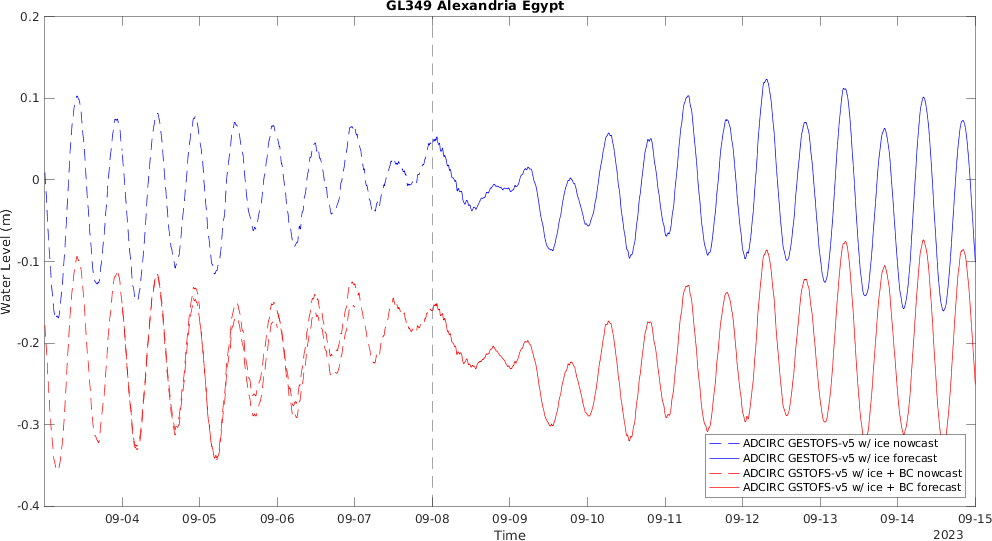 GL349 Alexandria Egypt
0.2
0.1
0
-0.1
-0.2
-0.3
-0.4
Water Level (m)
ADCIRC GESTOFS-v5 w/ ice nowcast
ADCIRC GESTOFS-v5 w/ ice forecast
ADCIRC GSTOFS-v5 w/ ice + BC nowcast
ADCIRC GSTOFS-v5 w/ ice + BC forecast
09-04 09-05 09-06 09-07 09-08 09-09 09-10 09-11 09-12 09-13 09-14 09-15
Time
2023